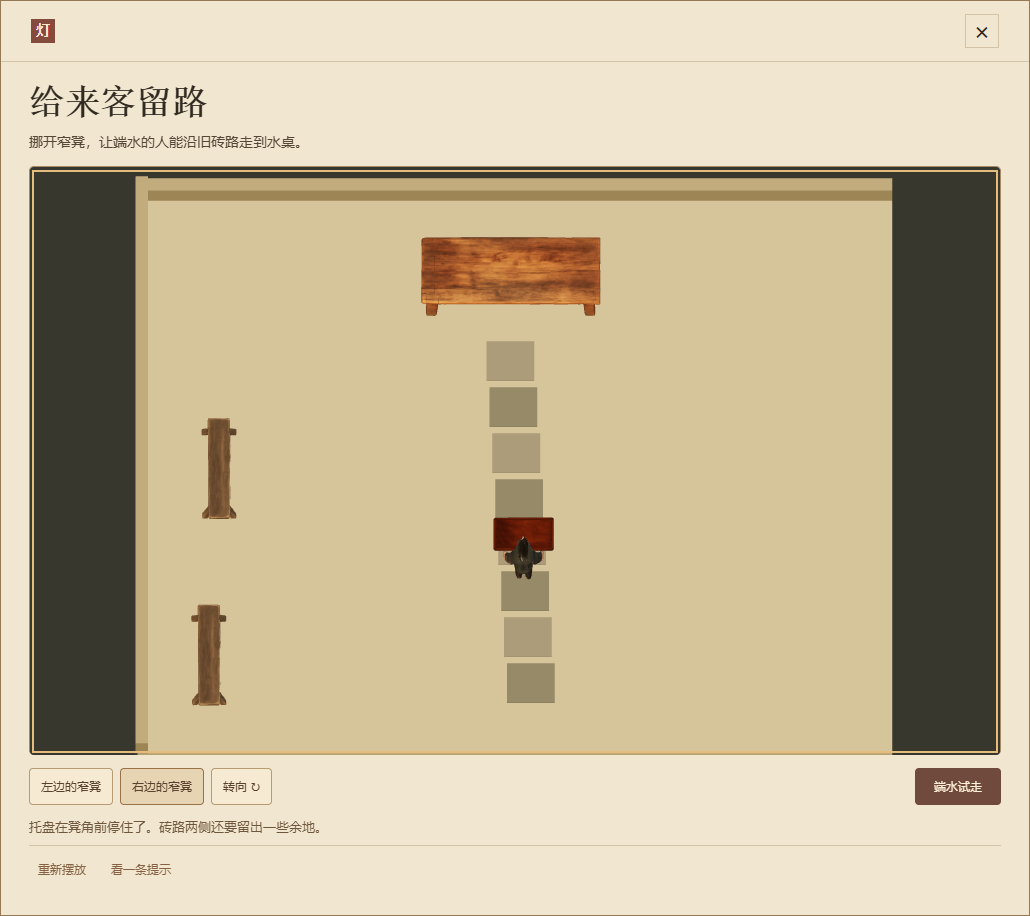 灯
×
给来客留路
挪开窄凳，让端水的人能沿旧砖路走到水桌。
左边的窄凳 右边的窄凳 转向 ↻ 端水试走
托盘在凳角前停住了。砖路两侧还要留出一些余地。
重新摆放 看一条提示